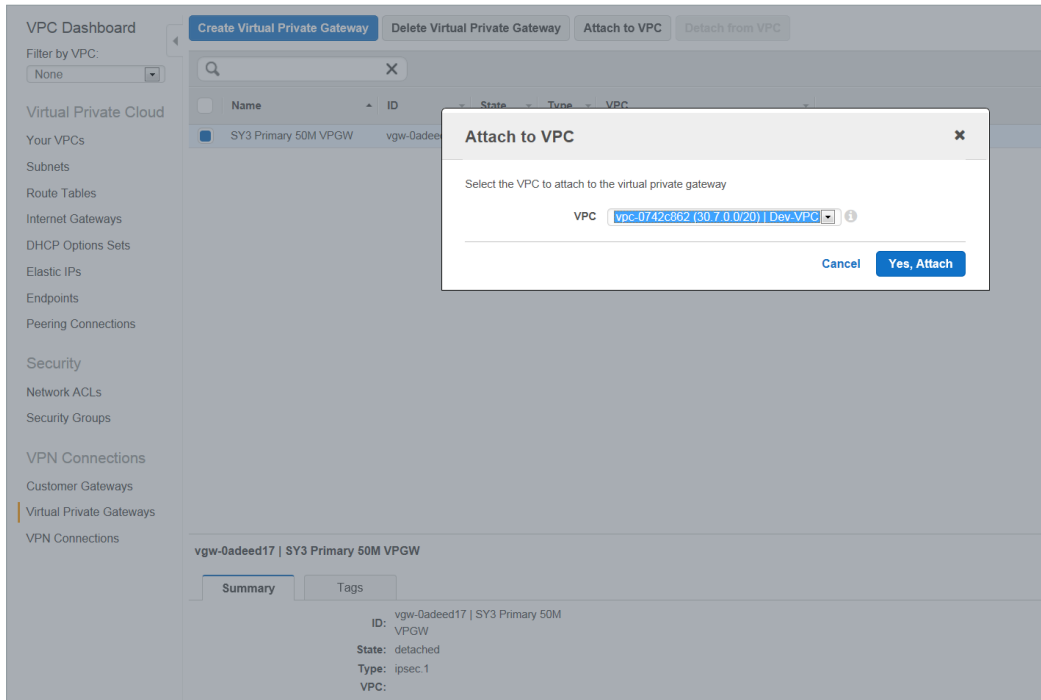 VPC Dashboard
Filter by VPC:
None
Virtual Private Cloud
Your VPCs
Subnets
Route Tables
Internet Gateways
DHCP Options Sets
Elastic IPs
Endpoints
Peering Connections
Security
Network ACLs
Security Groups
VPN Connections
Customer Gateways
Virtual Private Gateways
VPN Connections
Create Virtual Private Gateway Delete Virtual Private Gateway Attach to VPC Detach from VPC
Name ID State Type VPC
SY3 Primary 50M VPGW vgw-0adeed
Attach to VPC
Select the VPC to attach to the virtual private gateway
VPC vpc-0742c862 (30.7.0.0/20) | Dev-VPC
Cancel Yes, Attach
vgw-0adeed17 | SY3 Primary 50M VPGW
Summary Tags
ID: vgw-0adeed17 | SY3 Primary 50M
VPGW
State: detached
Type: ipsec.1
VPC: